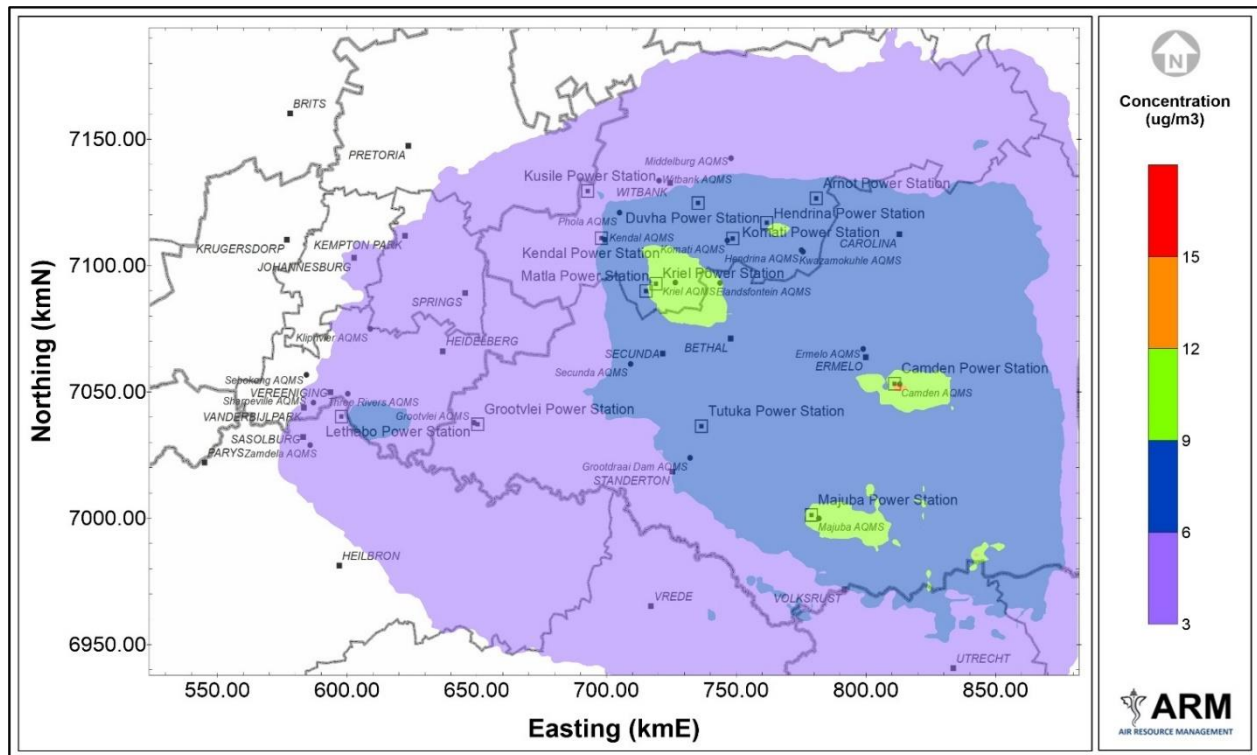 N
Concentration
(ug/m3)
15
12
9
6
3
ARM
AIR RESOURCE MANAGEMENT
Northing (kmN)
7150.00
7100.00
7050.00
7000.00
6950.00
550.00
600.00
650.00
700.00
750.00
800.00
850.00
Easting (kmE)
BRITS
PRETORIA
Middelburg AQMS
Kusile Power Station
Witbank AQMS
WITBANK
Arnot Power Station
Phola AQMS
Duvha Power Station
Hendrina Power Station
KRUGERSDORP
KEMPTON PARK
Kendal AQMS
Komati Power Station
CAROLINA
JOHANNESBURG
Kendal Power Station
Komati AQMS
Hendrina AQMS
Kwazamokuhle AQMS
Matla Power Station
Kriel Power Station
Kriel AQMS
Elandsfontein AQMS
SPRINGS
Kliprivier AQMS
HEIDELBERG
SECUNDA
BETHAL
Ermelo AQMS
ERMELO
Secunda AQMS
Sebokeng AQMS
Camden Power Station
Camden AQMS
VEREENIGING
Sharpeville AQMS
Three Rivers AQMS
VANDERBIJLPARK
Grootvlei AQMS
Grootvlei Power Station
Tutuka Power Station
Lethebo Power Station
SASOLBURG
PARYS
Zamdela AQMS
Grootdraai Dam AQMS
STANDERTON
Majuba Power Station
Majuba AQMS
HEILBRON
VREDE
VOLKSRUST
UTRECHT